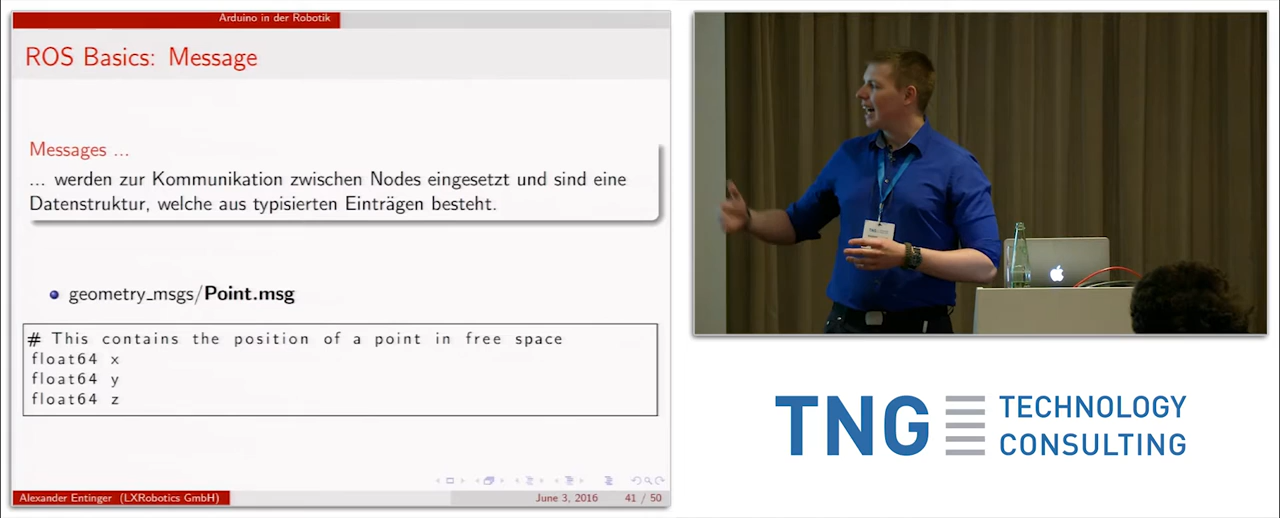 Arduino in der Robotik
ROS Basics: Message
Messages ...
... werden zur Kommunikation zwischen Nodes eingesetzt und sind eine
Datenstruktur, welche aus typisierten Einträgen besteht.
geometry_msgs/Point.msg
# This contains the position of a point in free space
float64 x
float64 y
float64 z
Alexander Entinger (LXRobotics GmbH)
June 3, 2016
41 / 50
TNG
TNG TECHNOLOGY
CONSULTING